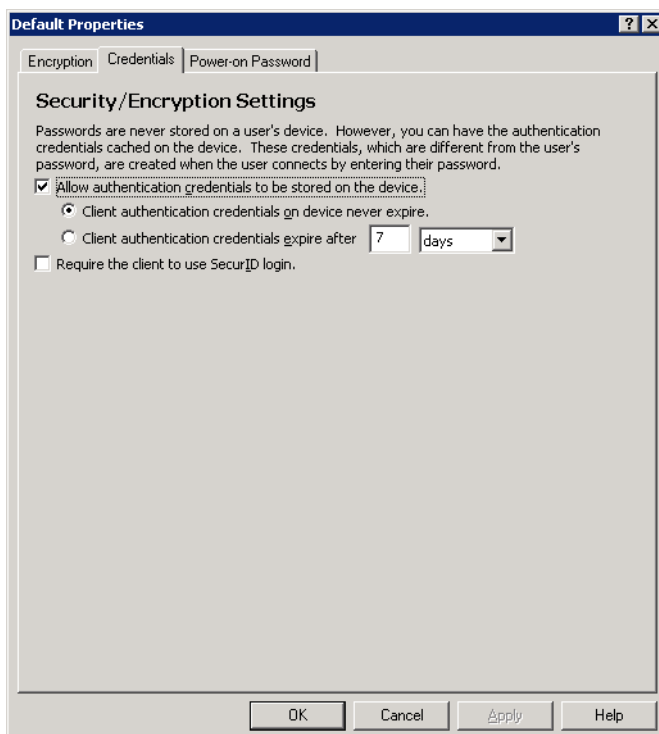 Default Properties
Encryption Credentials Power-on Password
Security/Encryption Settings
Passwords are never stored on a user's device. However, you can have the authentication
credentials cached on the device. These credentials, which are different from the user's
password, are created when the user connects by entering their password.
Allow authentication credentials to be stored on the device.
Client authentication credentials on device never expire.
Client authentication credentials expire after 7 days
Require the client to use SecurID login.
OK Cancel Apply Help